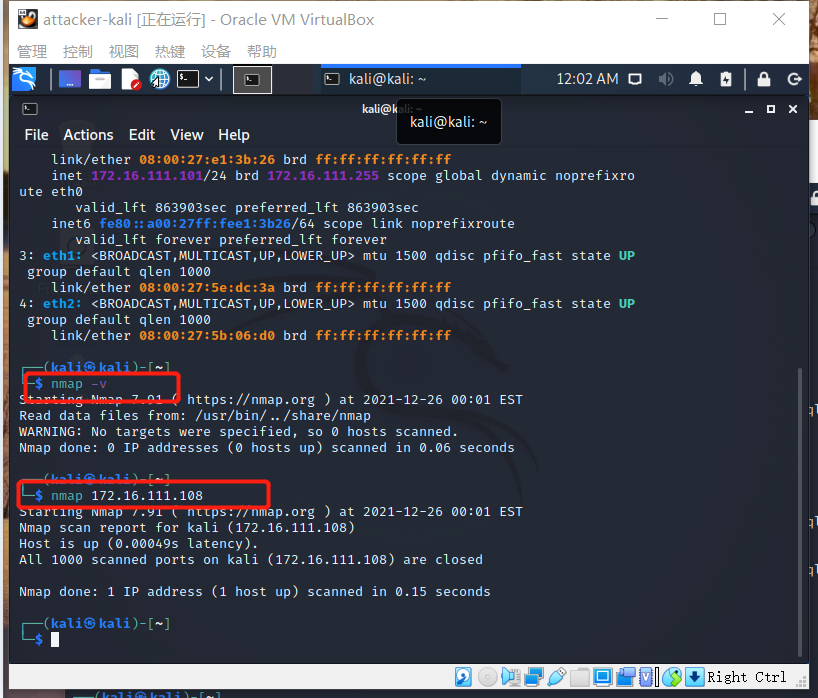 attacker-kali [正在运行] - Oracle VM VirtualBox
管理 控制 视图 热键 设备 帮助
kali@kali: ~ 12:02 AM
kali@kali: ~
kali@kali: ~
File Actions Edit View Help
link/ether 08:00:27:e1:3b:26 brd ff:ff:ff:ff:ff:ff
inet 172.16.111.101/24 brd 172.16.111.255 scope global dynamic noprefixro
ute eth0
valid_lft 863903sec preferred_lft 863903sec
inet6 fe80::a00:27ff:fee1:3b26/64 scope link noprefixroute
valid_lft forever preferred_lft forever
3: eth1: <BROADCAST,MULTICAST,UP,LOWER_UP> mtu 1500 qdisc pfifo_fast state UP
group default qlen 1000
link/ether 08:00:27:5e:dc:3a brd ff:ff:ff:ff:ff:ff
4: eth2: <BROADCAST,MULTICAST,UP,LOWER_UP> mtu 1500 qdisc pfifo_fast state UP
group default qlen 1000
link/ether 08:00:27:5b:06:d0 brd ff:ff:ff:ff:ff:ff
┌──(kali㉿kali)-[~]
└─$ nmap -v
Starting Nmap 7.91 ( https://nmap.org ) at 2021-12-26 00:01 EST
Read data files from: /usr/bin/../share/nmap
WARNING: No targets were specified, so 0 hosts scanned.
Nmap done: 0 IP addresses (0 hosts up) scanned in 0.06 seconds
┌──(kali㉿kali)-[~]
└─$ nmap 172.16.111.108
Starting Nmap 7.91 ( https://nmap.org ) at 2021-12-26 00:01 EST
Nmap scan report for kali (172.16.111.108)
Host is up (0.00049s latency).
All 1000 scanned ports on kali (172.16.111.108) are closed
Nmap done: 1 IP address (1 host up) scanned in 0.15 seconds
┌──(kali㉿kali)-[~]
└─$
Right Ctrl
┌──(kali㉿kali)-[~]